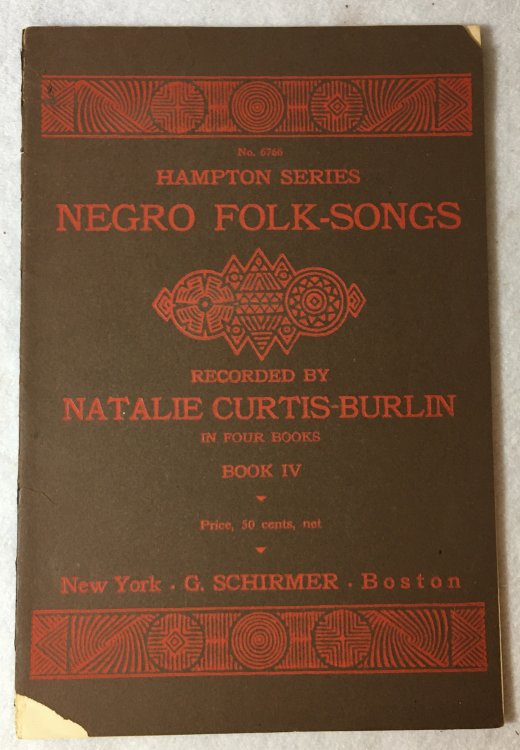 No. 6766
HAMPTON SERIES
NEGRO FOLK-SONGS
RECORDED BY
NATALIE CURTIS-BURLIN
IN FOUR BOOKS
BOOK IV
Price, 50 cents, net
New York . G. SCHIRMER . Boston